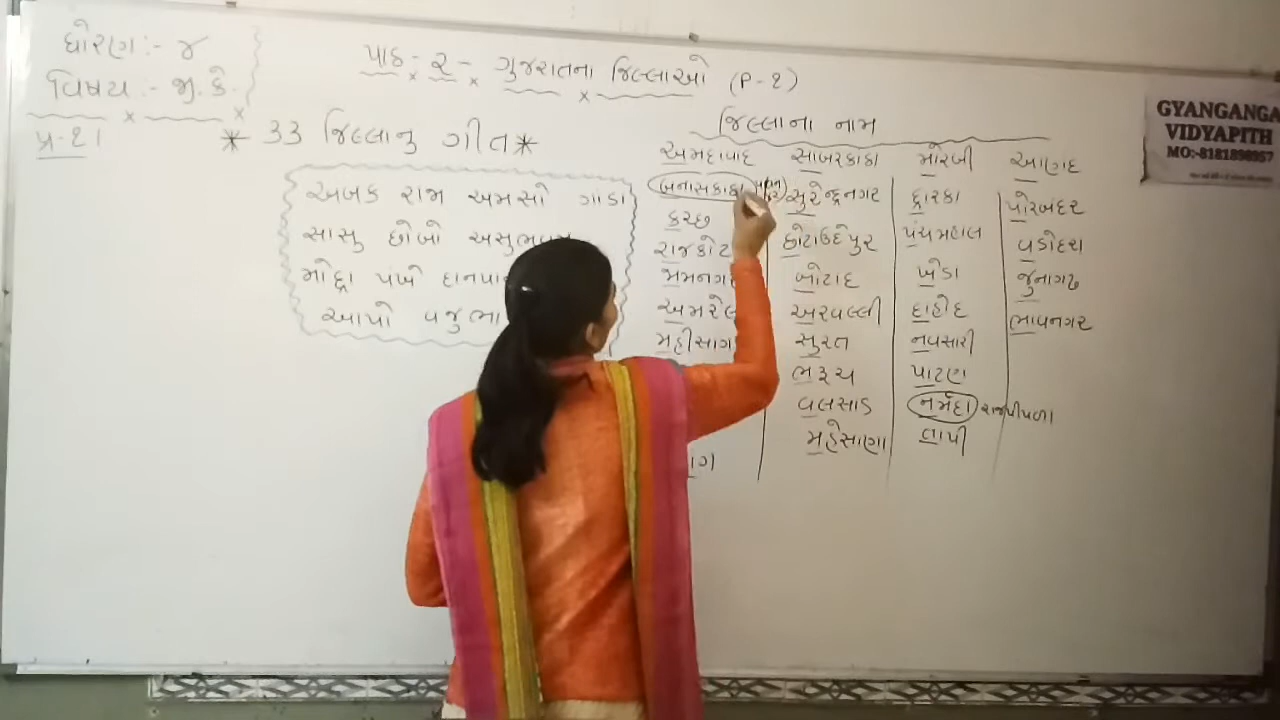 ધોરણ:- ૪
વિષય:- જી. કે.
પ્ર-૨૧
પાઠ - ૨ - ગુજરાતના જિલ્લાઓ (P-૨)
* 33 જિલ્લાનુ ગીત *
અબક રાજ અમસો ગાંડા
સાસુ છોબો અસુભવમ
મોદ્વા પંખે દાનપા
આપો વજુભા
જિલ્લાના નામ
અમદાવાદ સાબરકાંઠા મોરબી આણંદ
બનાસકાંઠા સુરેન્દ્રનગર દ્વારકા પોરબંદર
કચ્છ છોટાઉદેપુર પંચમહાલ વડોદરા
રાજકોટ બોટાદ ખેડા જુનાગઢ
જામનગર અરવલ્લી દાહોદ ભાવનગર
અમરેલ સુરત નવસારી
મહીસાગ ભરૂચ પાટણ
વલસાડ નર્મદા રાજપીપળા
મહેસાણા તાપી
ાંગ
GYANGANGA
VIDYAPITH
MO:-8181898957